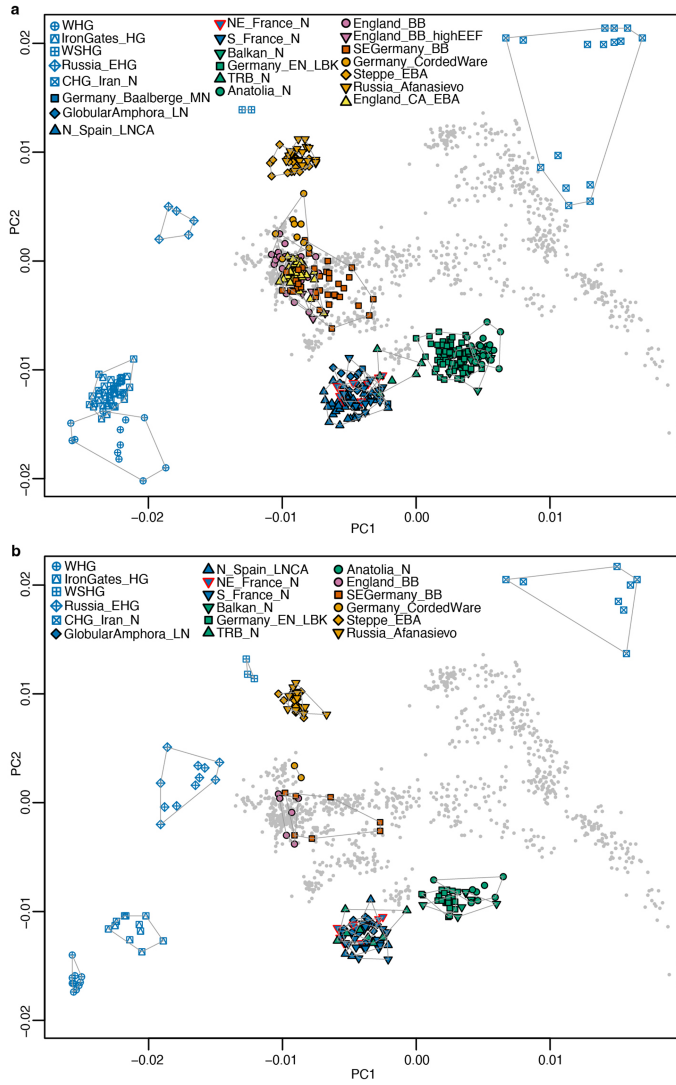 a
WHG
IronGates_HG
WSHG
Russia_EHG
CHG_Iran_N
Germany_Baalberge_MN
GlobularAmphora_LN
N_Spain_LNCA
NE_France_N
S_France_N
Balkan_N
Germany_EN_LBK
TRB_N
Anatolia_N
England_BB
England_BB_highEEF
SEGermany_BB
Germany_CordedWare
Steppe_EBA
Russia_Afanasievo
England_CA_EBA
PC2
0.02
0.01
0.00
−0.01
−0.02
−0.02
−0.01
0.00
0.01
PC1
b
WHG
IronGates_HG
WSHG
Russia_EHG
CHG_Iran_N
GlobularAmphora_LN
N_Spain_LNCA
NE_France_N
S_France_N
Balkan_N
Germany_EN_LBK
TRB_N
Anatolia_N
England_BB
SEGermany_BB
Germany_CordedWare
Steppe_EBA
Russia_Afanasievo
PC2
0.02
0.01
0.00
−0.01
−0.02
−0.02
−0.01
0.00
0.01
PC1